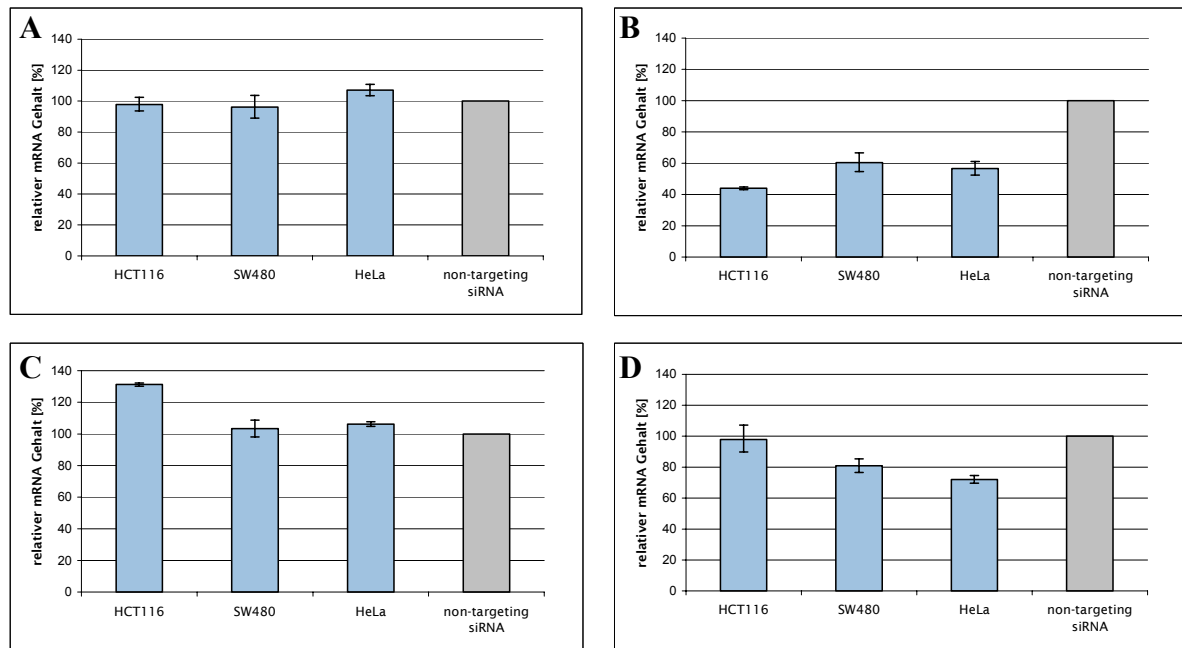 A
relativer mRNA Gehalt [%]
140
120
100
80
60
40
20
0
HCT116
SW480
HeLa
non-targeting
siRNA
B
relativer mRNA Gehalt [%]
140
120
100
80
60
40
20
0
HCT116
SW480
HeLa
non-targeting
siRNA
C
relativer mRNA Gehalt [%]
140
120
100
80
60
40
20
0
HCT116
SW480
HeLa
non-targeting
siRNA
D
relativer mRNA Gehalt [%]
140
120
100
80
60
40
20
0
HCT116
SW480
HeLa
non-targeting
siRNA